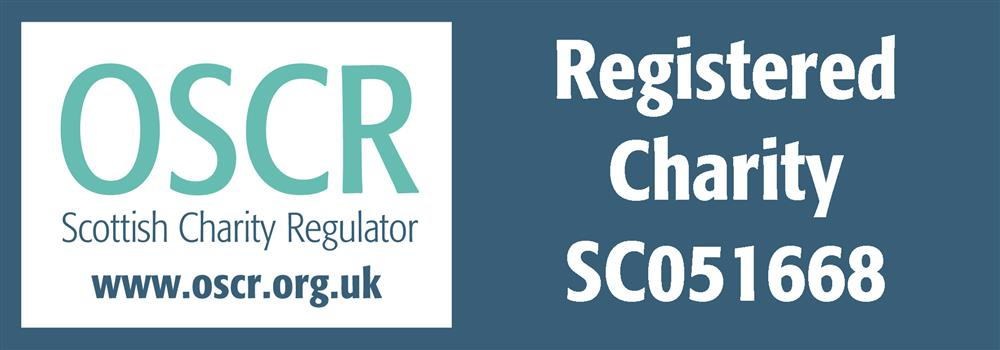 OSCR
Scottish Charity Regulator
www.oscr.org.uk
Registered
Charity
SC051668